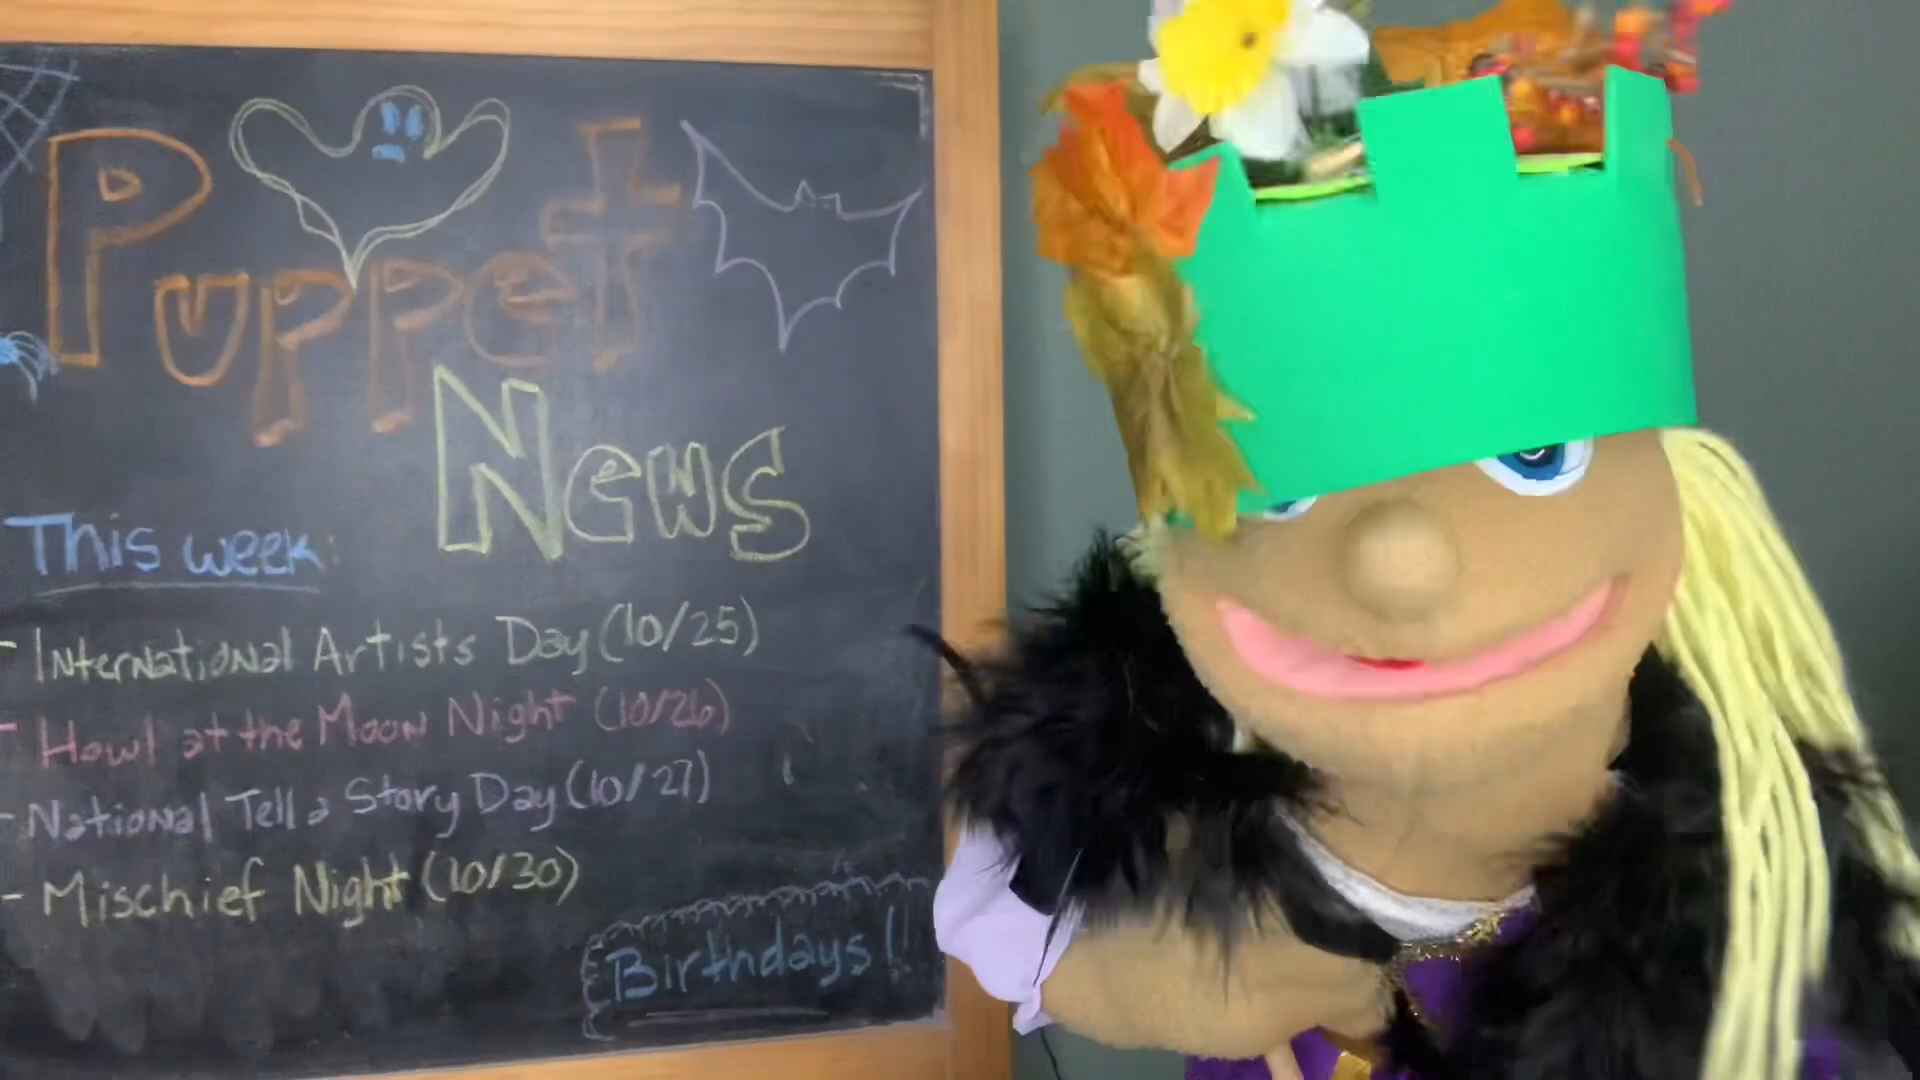 Puppet
News
This week:
- International Artists Day (10/25)
- Howl at the Moon Night (10/26)
- National Tell a Story Day (10/27)
- Mischief Night (10/30)
Birthdays!